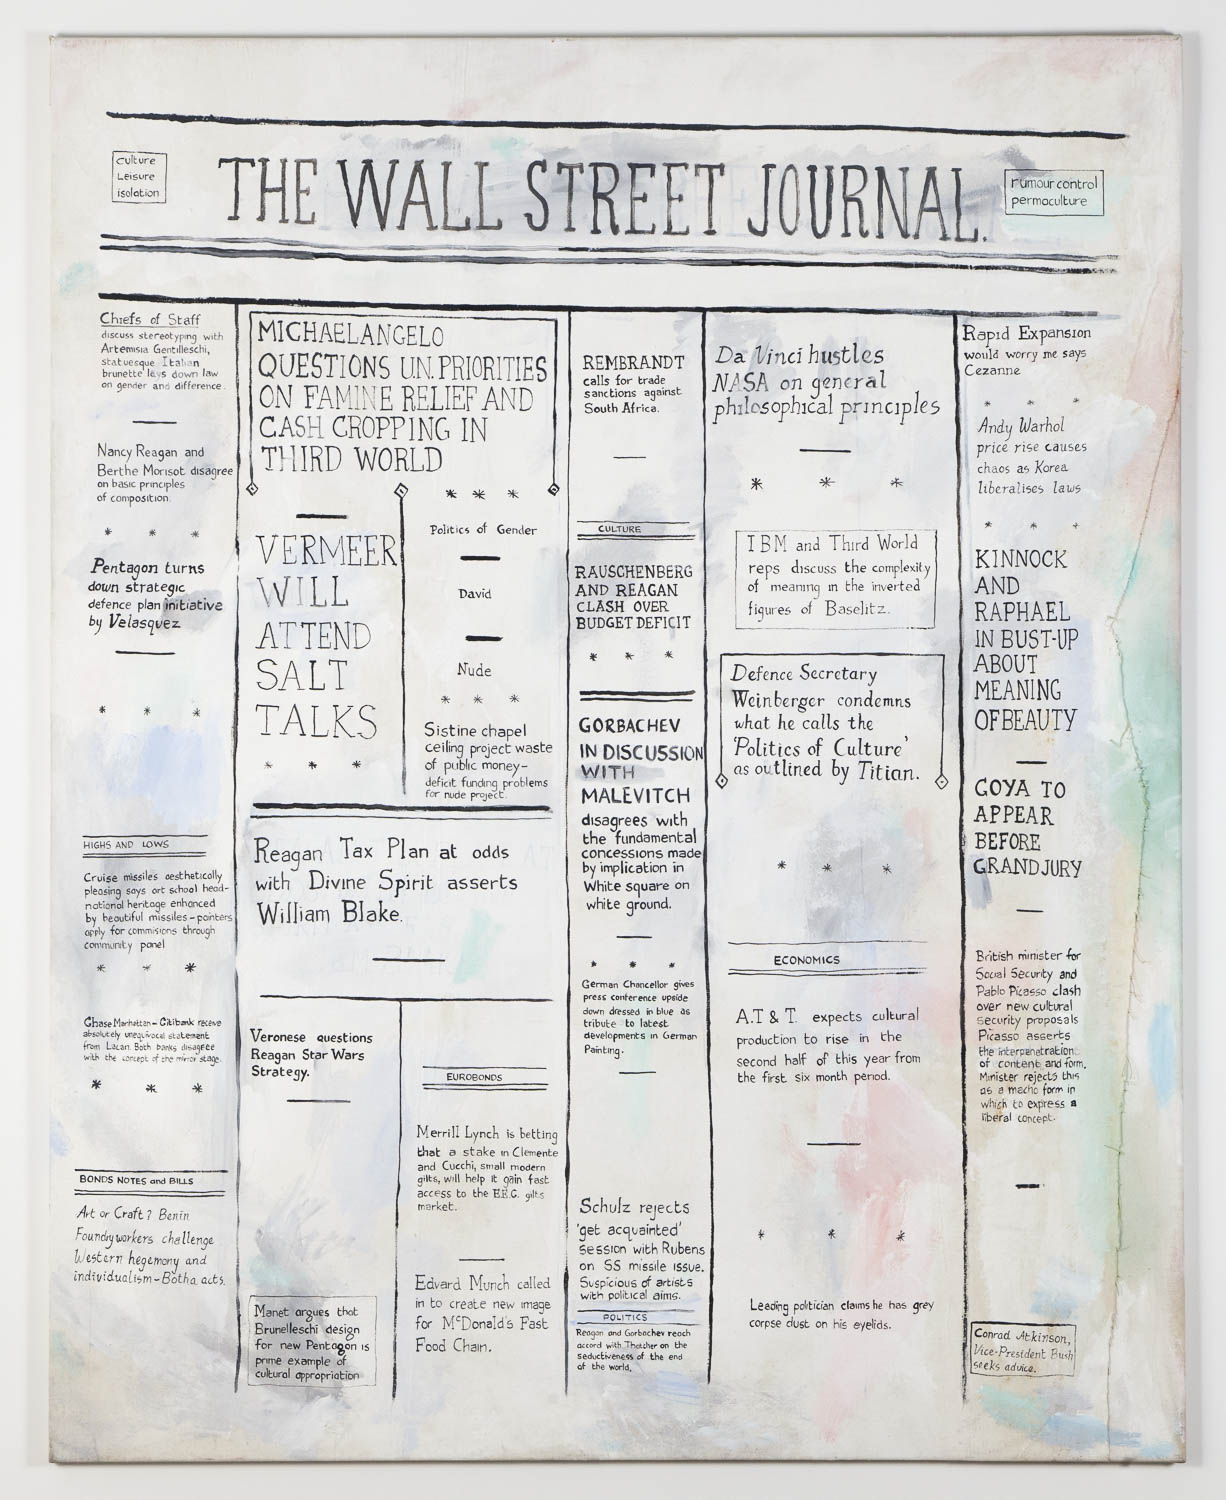 culture
Leisure
isolation
THE WALL STREET JOURNAL.
rumour control
permaculture
Chiefs of Staff
discuss stereotyping with
Artemisia Gentilleschi,
statuesque Italian
brunette lays down law
on gender and difference.
Nancy Reagan and
Berthe Morisot disagree
on basic principles
of composition.
* * *
Pentagon turns
down strategic
defence plan initiative
by Velasquez
* * *
HIGHS AND LOWS
Cruise missiles aesthetically
pleasing says art school head-
national heritage enhanced
by beautiful missiles-painters
apply for commisions through
community panel
* * *
Chase Manhattan-Citibank receive
absolutely unequivocal statement
from Lacan. Both banks disagree
with the concept of the mirror stage.
* * *
BONDS NOTES and BILLS
Art or Craft? Benin
Foundry workers challenge
Western hegemony and
individualism-Botha acts.
MICHAELANGELO
QUESTIONS U.N. PRIORITIES
ON FAMINE RELIEF AND
CASH CROPPING IN
THIRD WORLD
VERMEER
WILL
ATTEND
SALT
TALKS
* * *
* * *
Politics of Gender
David
Nude
* * *
Sistine chapel
ceiling project waste
of public money-
deficit funding problems
for nude project.
Reagan Tax Plan at odds
with Divine Spirit asserts
William Blake.
Veronese questions
Reagan Star Wars
Strategy.
Manet argues that
Brunelleschi design
for new Pentagon is
prime example of
cultural appropriation
EUROBONDS
Merrill Lynch is betting
that a stake in Clemente
and Cucchi, small modern
gilts, will help it gain fast
access to the E.E.C. gilts
market.
Edvard Munch called
in to create new image
for McDonald's Fast
Food Chain.
REMBRANDT
calls for trade
sanctions against
South Africa.
CULTURE
RAUSCHENBERG
AND REAGAN
CLASH OVER
BUDGET DEFICIT
* * *
GORBACHEV
IN DISCUSSION
WITH
MALEVITCH
disagrees with
the fundamental
concessions made
by implication in
White square on
white ground.
* * *
German Chancellor gives
press conference upside
down dressed in blue as
tribute to latest
developments in German
Painting.
Schulz rejects
'get acquainted'
session with Rubens
on SS missile issue.
Suspicious of artists
with political aims.
POLITICS
Reagan and Gorbachev reach
accord with Thatcher on the
seductiveness of the end
of the world.
Da Vinci hustles
NASA on general
philosophical principles
* * *
IBM and Third World
reps discuss the complexity
of meaning in the inverted
figures of Baselitz.
Defence Secretary
Weinberger condemns
what he calls the
'Politics of Culture'
as outlined by Titian.
* * *
ECONOMICS
A.T & T. expects cultural
production to rise in the
second half of this year from
the first six month period.
* * *
Leading politician claims he has grey
corpse dust on his eyelids.
Rapid Expansion
would worry me says
Cezanne
* * *
Andy Warhol
price rise causes
chaos as Korea
liberalises laws
* * *
KINNOCK
AND
RAPHAEL
IN BUST-UP
ABOUT
MEANING
OF BEAUTY
GOYA TO
APPEAR
BEFORE
GRAND JURY
British minister for
Social Security and
Pablo Picasso clash
over new cultural
security proposals
Picasso asserts
the interpenetration
of content and form.
Minister rejects this
as a macho form in
which to express a
liberal concept.
Conrad Atkinson,
Vice-President Bush
seeks advice.